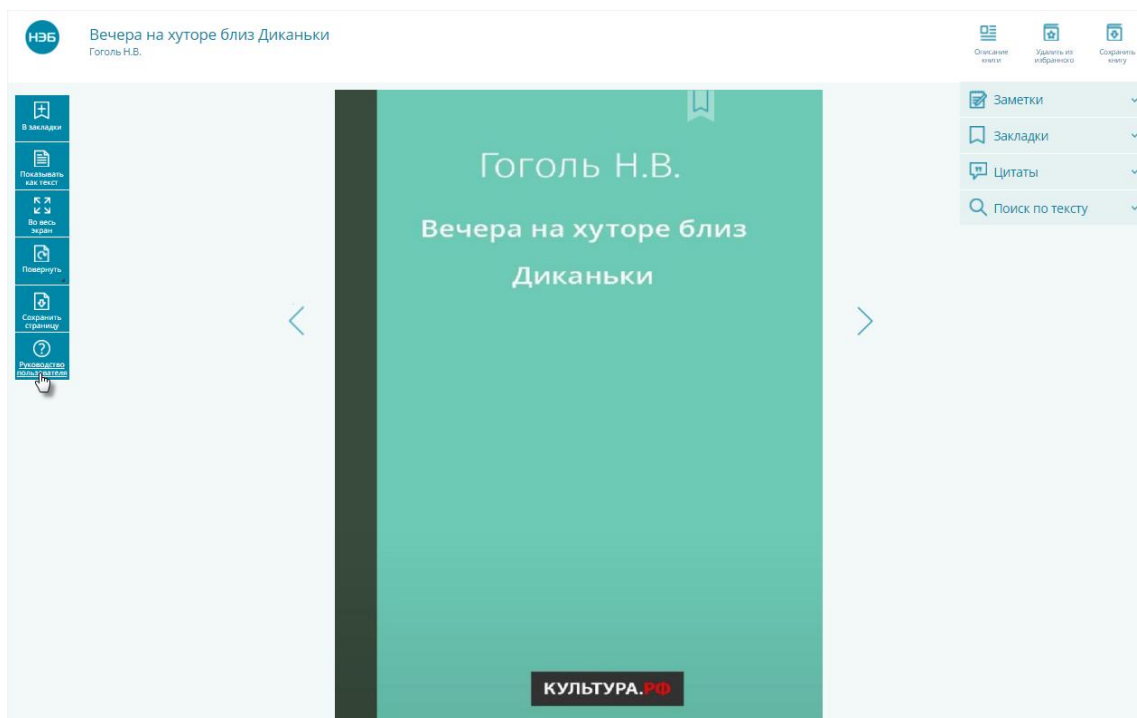 НЭБ
Вечера на хуторе близ Диканьки
Гоголь Н.В.
Описание
книги
Удалить из
избранного
Сохранить
книгу
В закладки
Показывать
как текст
Во весь
экран
Повернуть
Сохранить
страницу
Руководство
пользователя
Гоголь Н.В.
Вечера на хуторе близ
Диканьки
КУЛЬТУРА.РФ
Заметки
Закладки
Цитаты
Поиск по тексту